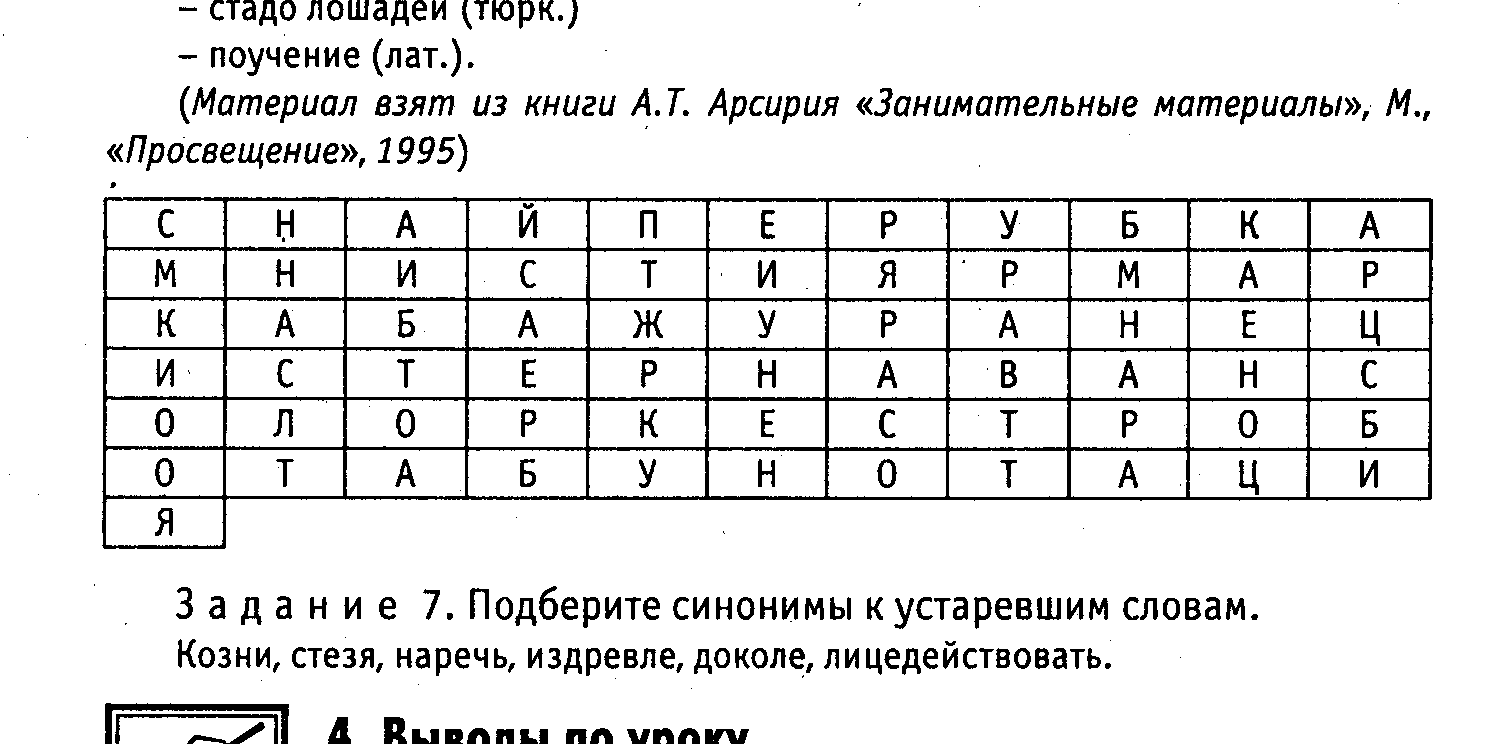 – стадо лошадей (тюрк.)
– поучение (лат.).
(Материал взят из книги А.Т. Арсирия «Занимательные материалы», М.,
«Просвещение», 1995)
С Н А Й П Е Р У Б К А
М Н И С Т И Я Р М А Р
К А Б А Ж У Р А Н Е Ц
И С Т Е Р Н А В А Н С
О Л О Р К Е С Т Р О Б
О Т А Б У Н О Т А Ц И
Я
Задание 7. Подберите синонимы к устаревшим словам.
Козни, стезя, наречь, издревле, доколе, лицедействовать.
4. Выводы по уроку